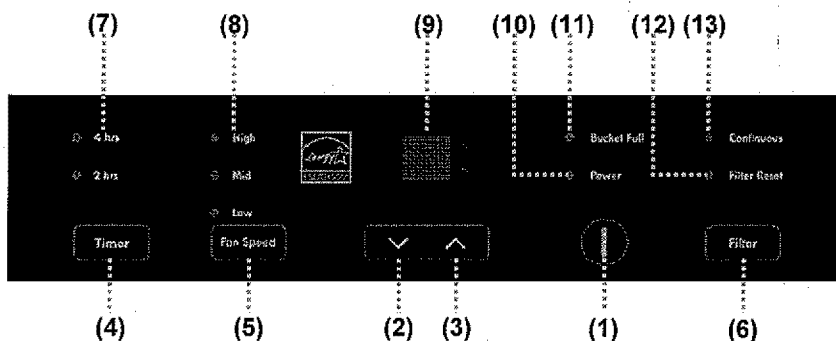 (7) (8) (9) (10) (11) (12) (13)
4 hrs High Bucket Full Continuous
2 hrs Mid Power Filter Reset
Low
Timer Fan Speed Filter
(4) (5) (2) (3) (1) (6)